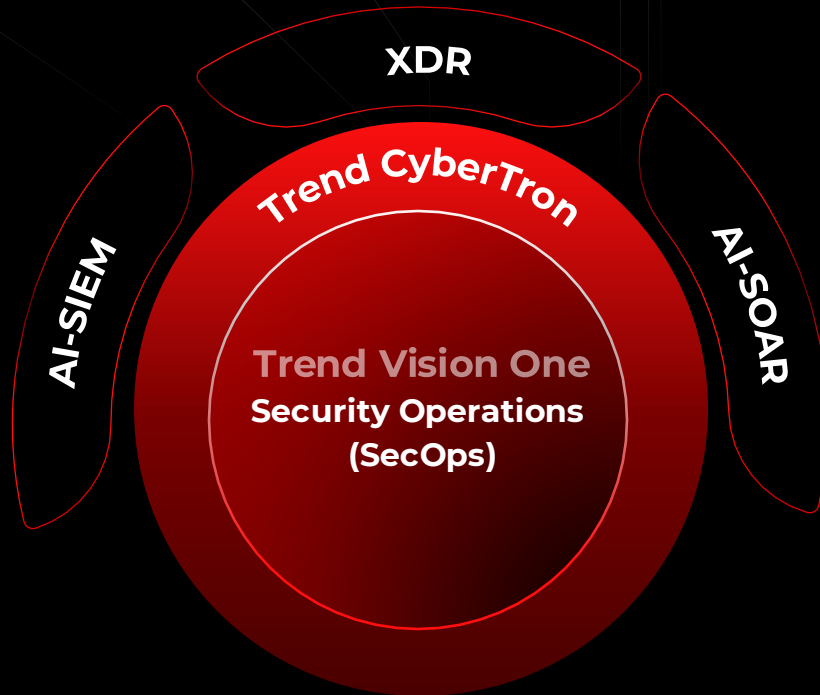 XDR
AI-SIEM
AI-SOAR
Trend CyberTron
Trend Vision One
Security Operations
(SecOps)